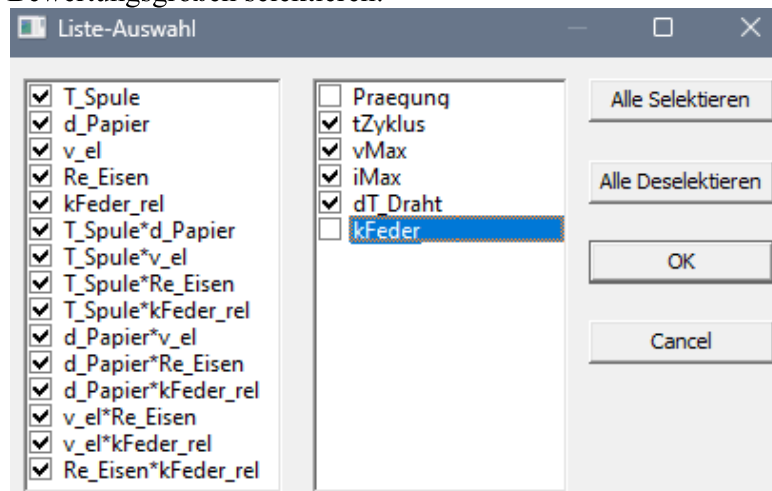 Bewertungsgrößen selektieren:
Liste-Auswahl
T_Spule
d_Papier
v_el
Re_Eisen
kFeder_rel
T_Spule*d_Papier
T_Spule*v_el
T_Spule*Re_Eisen
T_Spule*kFeder_rel
d_Papier*v_el
d_Papier*Re_Eisen
d_Papier*kFeder_rel
v_el*Re_Eisen
v_el*kFeder_rel
Re_Eisen*kFeder_rel
Praegung
tZyklus
vMax
iMax
dT_Draht
kFeder
Alle Selektieren
Alle Deselektieren
OK
Cancel